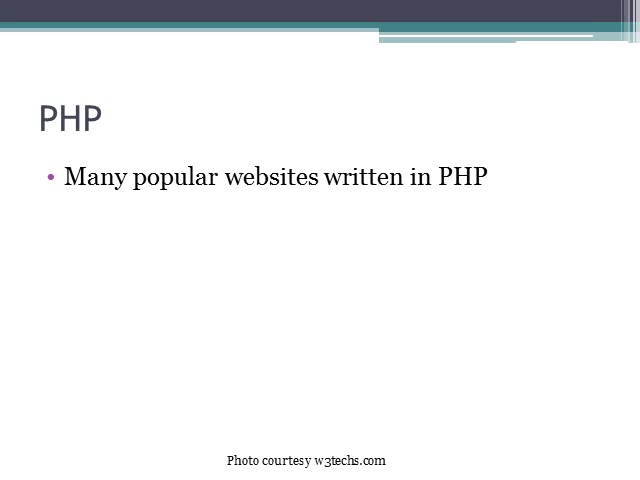 PHP
• Many popular websites written in PHP
Photo courtesy w3techs.com